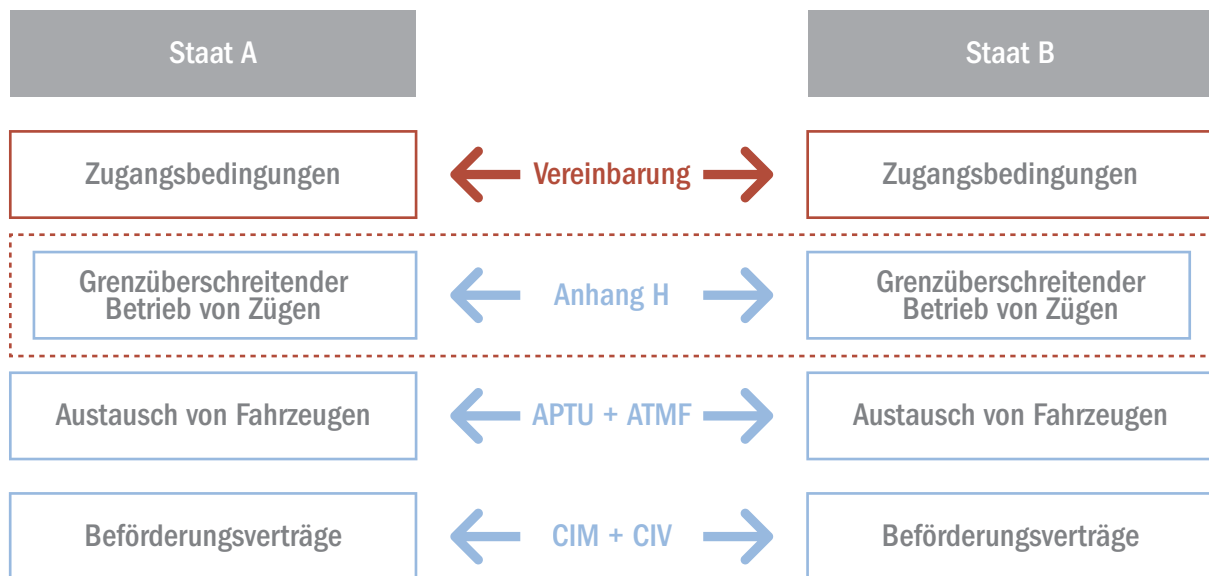 Staat A
Staat B
Zugangsbedingungen
Vereinbarung
Zugangsbedingungen
Grenzüberschreitender
Betrieb von Zügen
Anhang H
Grenzüberschreitender
Betrieb von Zügen
Austausch von Fahrzeugen
APTU + ATMF
Austausch von Fahrzeugen
Beförderungsverträge
CIM + CIV
Beförderungsverträge